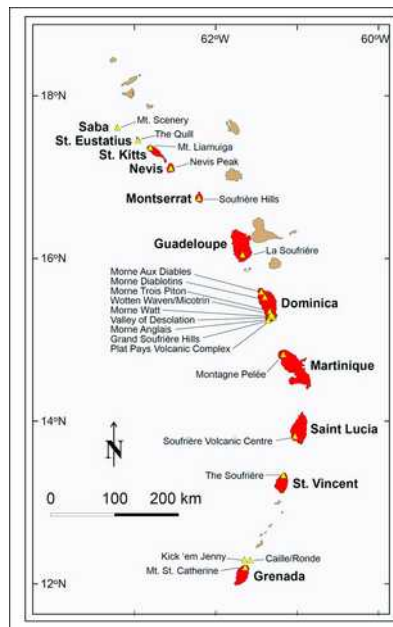 62°W 60°W
18°N
Mt. Scenery
Saba
The Quill
St. Eustatius
Mt. Liamuiga
St. Kitts
Nevis Peak
Nevis
Montserrat Soufrière Hills
Guadeloupe
16°N
La Soufrière
Morne Aux Diables
Morne Diablotins
Morne Trois Piton
Wotten Waven/Micotrin
Dominica
Morne Watt
Valley of Desolation
Morne Anglais
Grand Soufrière Hills
Plat Pays Volcanic Complex
Martinique
Montagne Pelée
14°N
Saint Lucia
Soufrière Volcanic Centre
N
The Soufrière
St. Vincent
0 100 200 km
Kick 'em Jenny Caille/Ronde
Mt. St. Catherine
12°N
Grenada